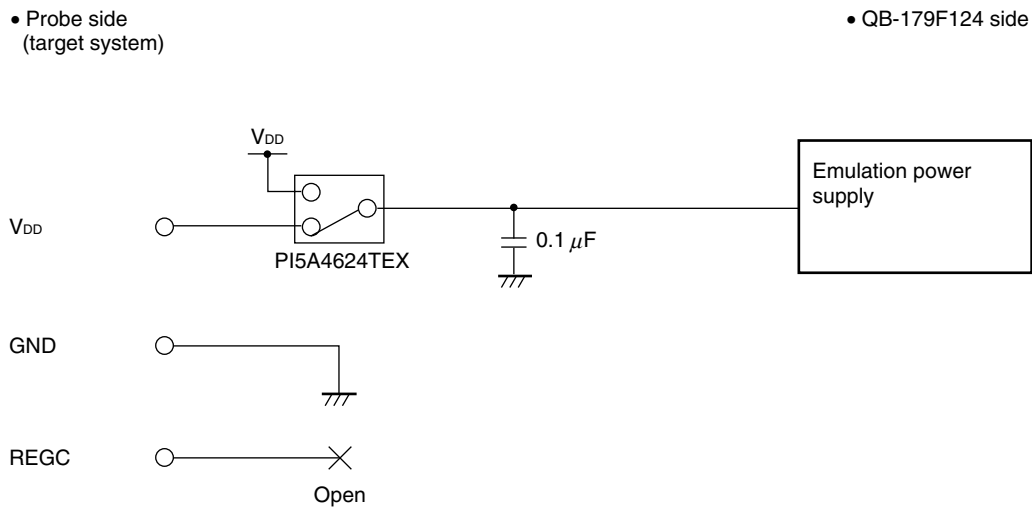 • Probe side
(target system)
• QB-179F124 side
VDD
Emulation power
supply
VDD
PI5A4624TEX
0.1 μF
GND
REGC
Open